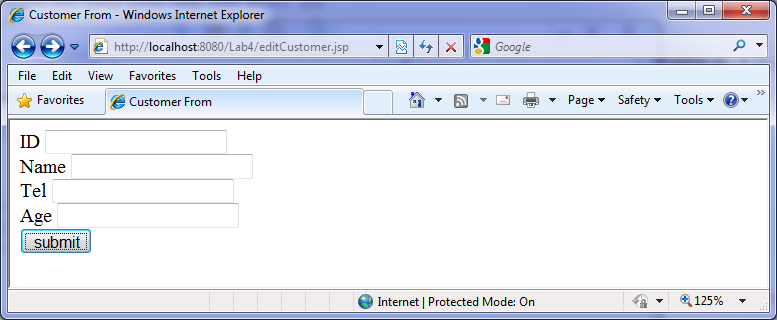 Customer From - Windows Internet Explorer
http://localhost:8080/Lab4/editCustomer.jsp
Google
File Edit View Favorites Tools Help
Favorites Customer From Page Safety Tools
ID
Name
Tel
Age
submit
Internet | Protected Mode: On 125%